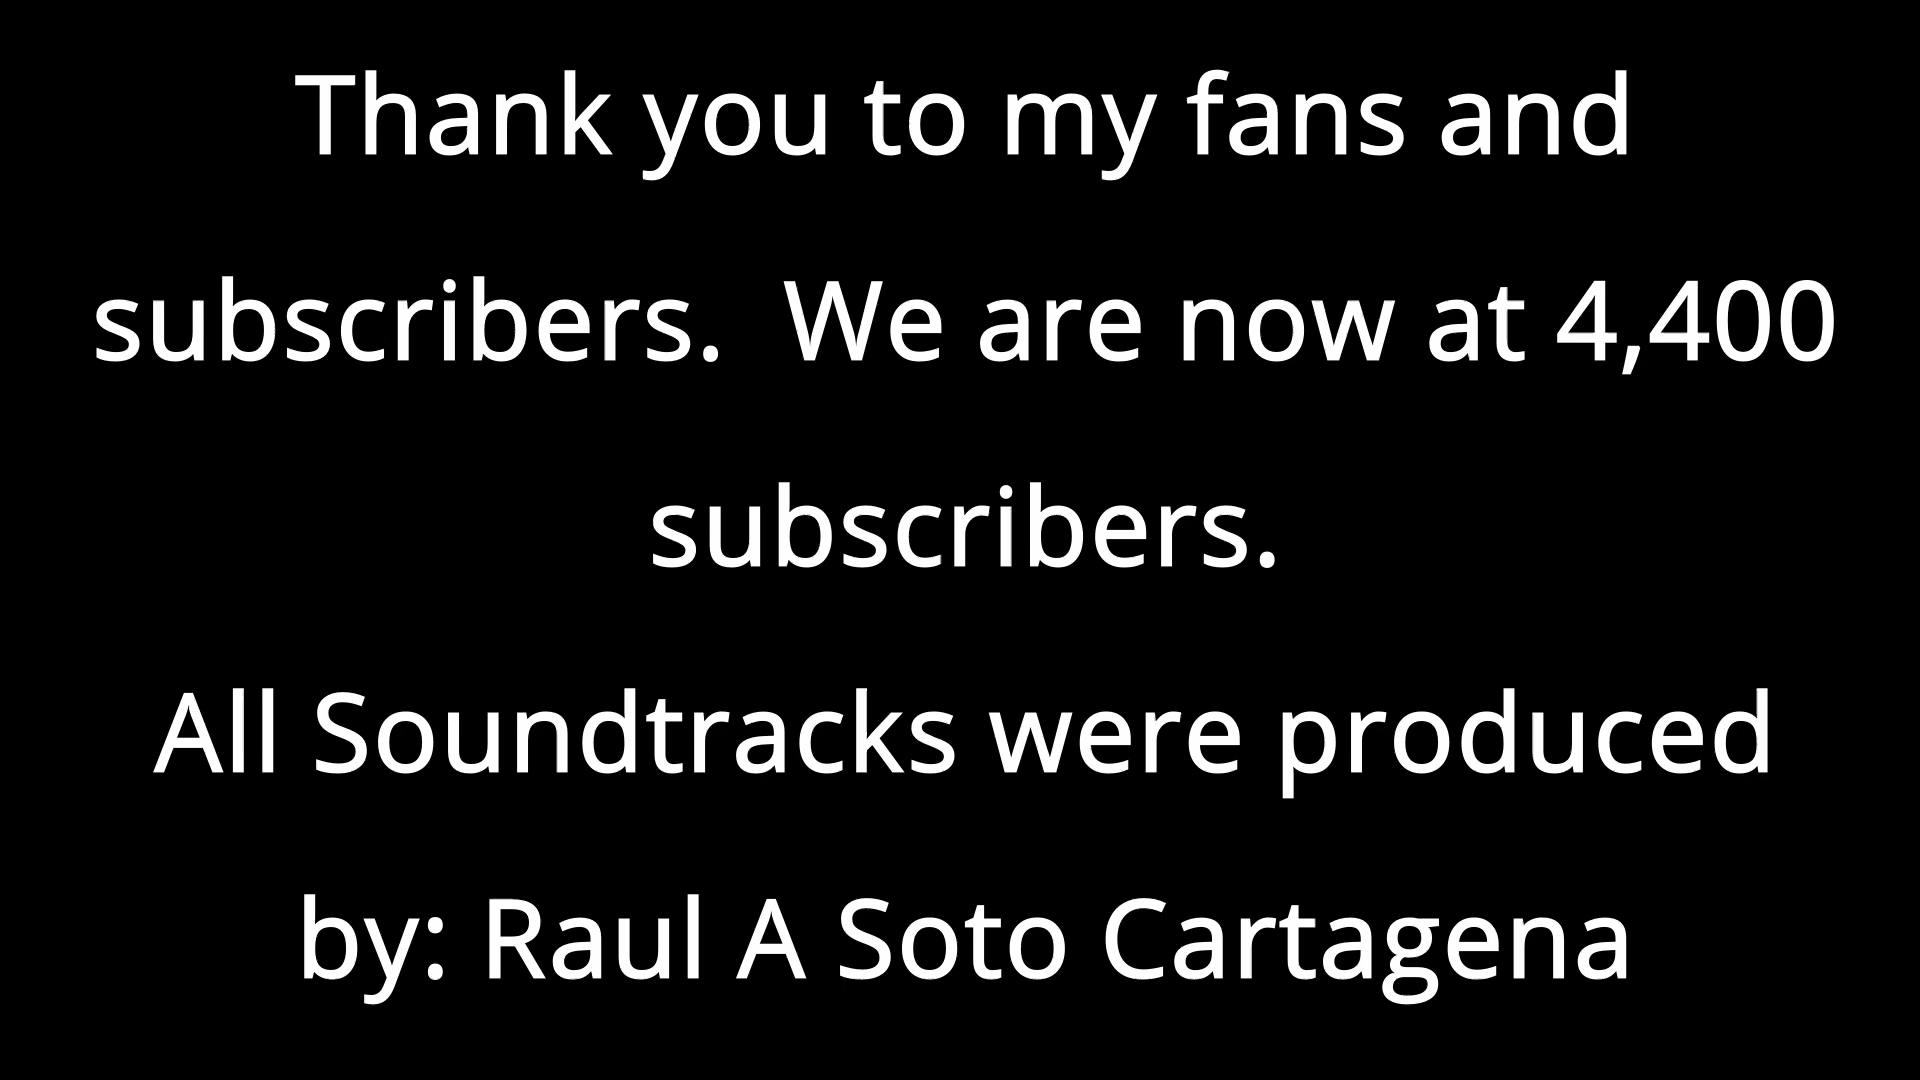 Thank you to my fans and
subscribers.  We are now at 4,400
subscribers.
All Soundtracks were produced
by: Raul A Soto Cartagena